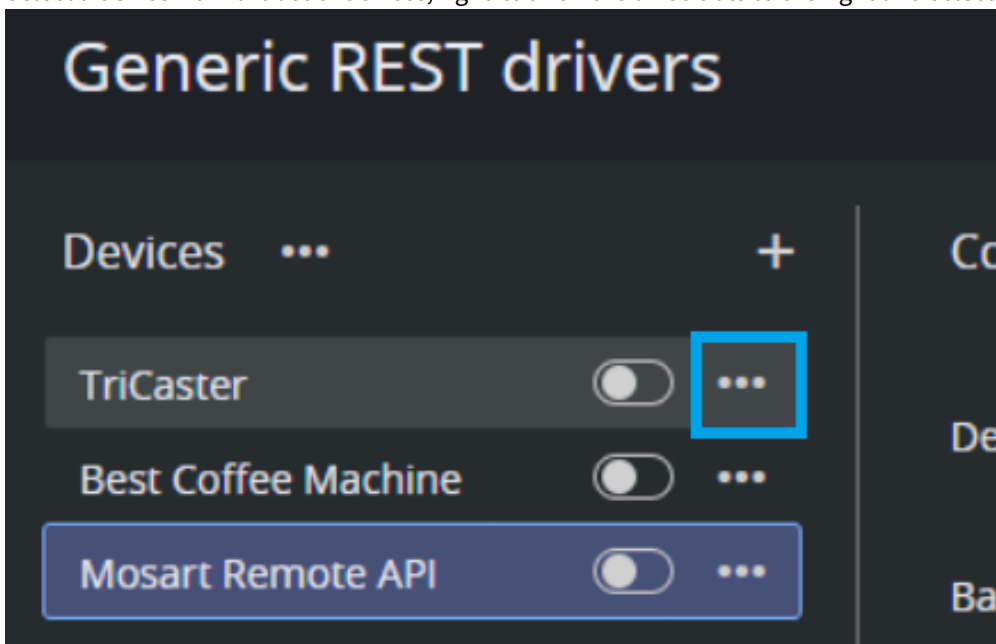 Generic REST drivers
Devices ••• +
TriCaster •••
Best Coffee Machine •••
Mosart Remote API •••